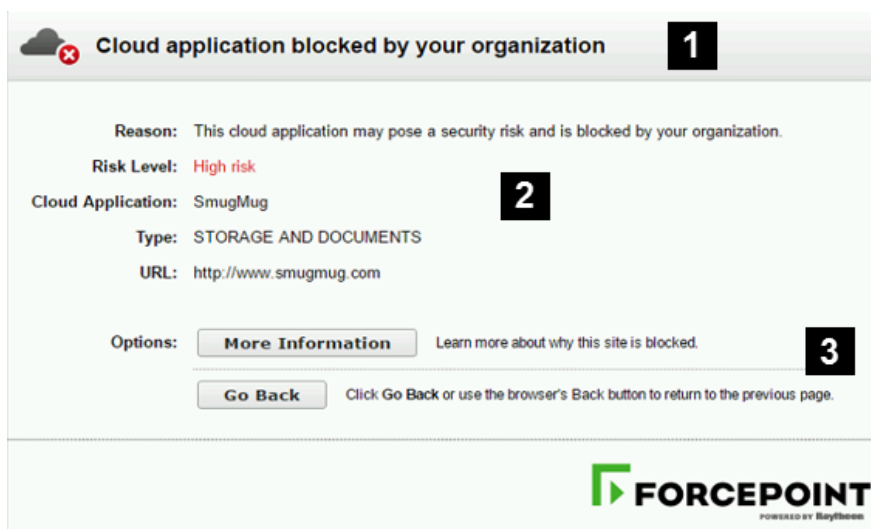 Cloud application blocked by your organization 1
Reason: This cloud application may pose a security risk and is blocked by your organization.
Risk Level: High risk
Cloud Application: SmugMug 2
Type: STORAGE AND DOCUMENTS
URL: http://www.smugmug.com
Options: More Information Learn more about why this site is blocked. 3
Go Back Click Go Back or use the browser's Back button to return to the previous page.
FORCEPOINT
POWERED BY Raytheon